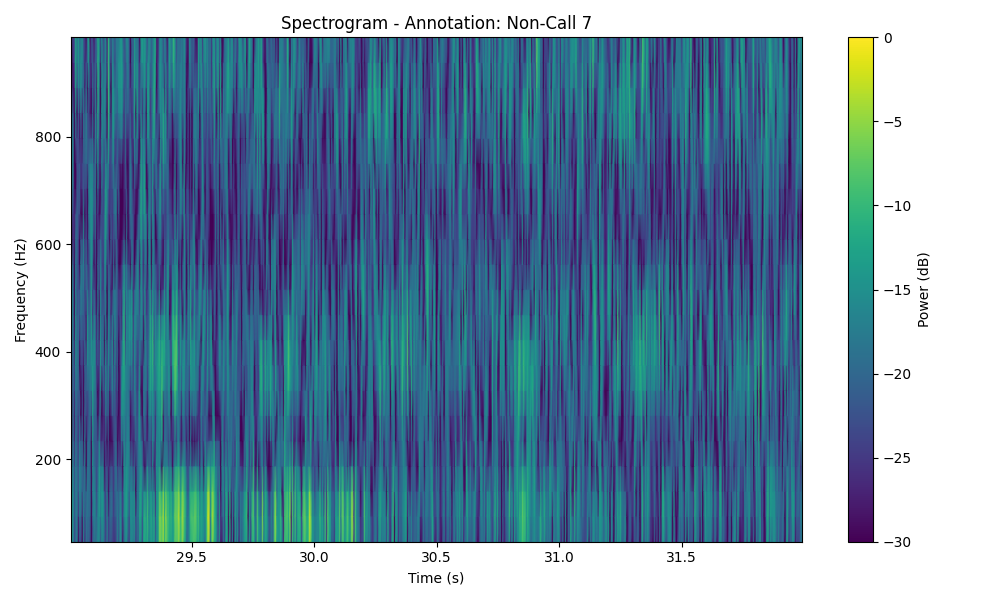 Spectrogram - Annotation: Non-Call 7
Frequency (Hz)
800
600
400
200
29.5 30.0 30.5 31.0 31.5
Time (s)
0
−5
−10
−15
−20
−25
−30
Power (dB)